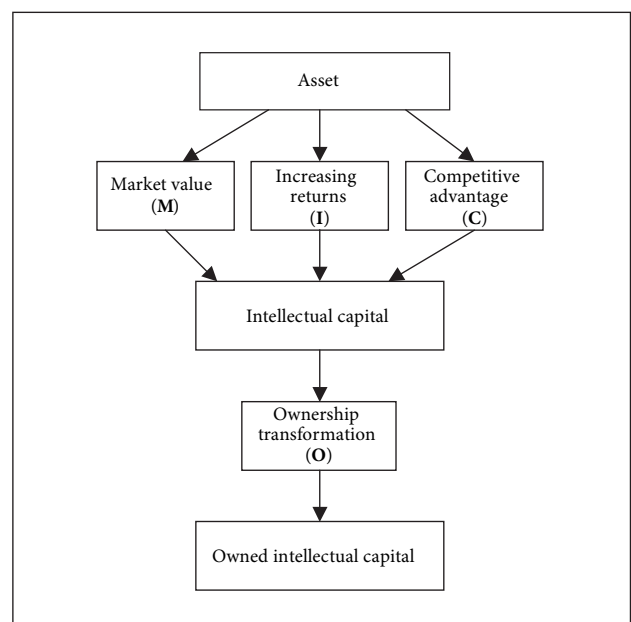 Asset
Market value
(M)
Increasing
returns
(I)
Competitive
advantage
(C)
Intellectual capital
Ownership
transformation
(O)
Owned intellectual capital